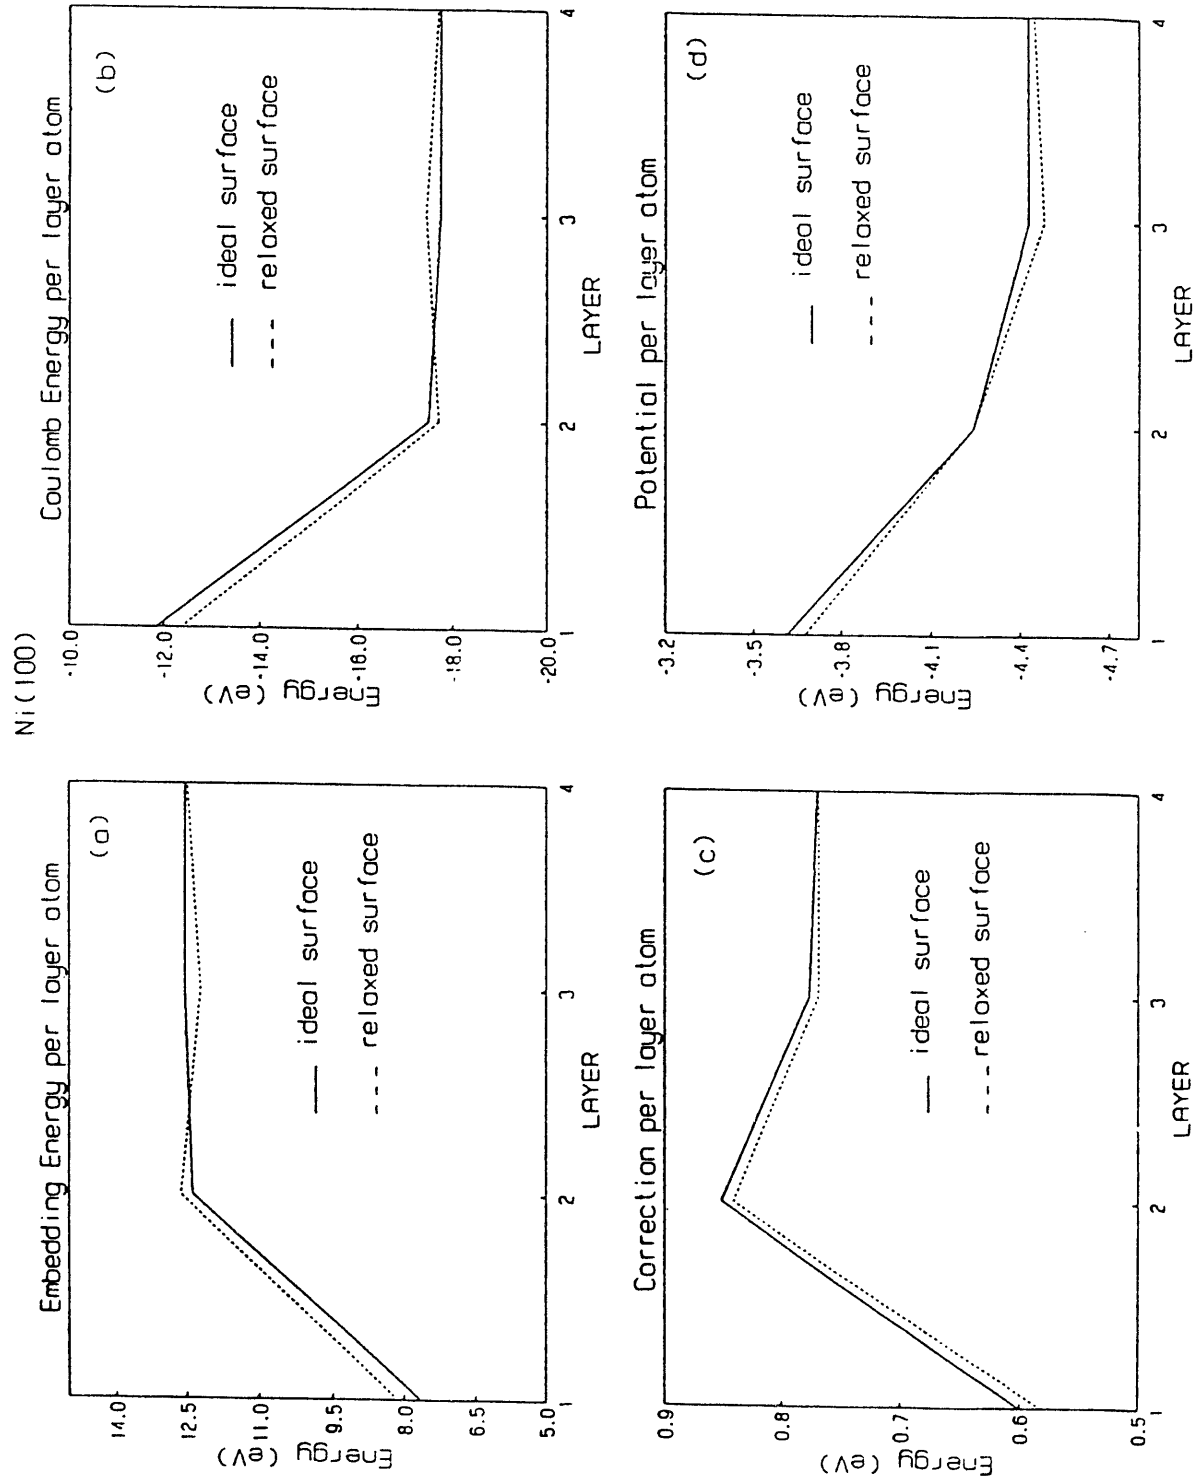 Ni(100)
Embedding Energy per layer atom
(a)
14.0
12.5
11.0
9.5
8.0
6.5
5.0
Energy (eV)
ideal surface
relaxed surface
1
2
3
4
LAYER
Coulomb Energy per layer atom
(b)
-10.0
-12.0
-14.0
-16.0
-18.0
-20.0
Energy (eV)
ideal surface
relaxed surface
1
2
3
4
LAYER
Correction per layer atom
(c)
0.9
0.8
0.7
0.6
0.5
Energy (eV)
ideal surface
relaxed surface
1
2
3
4
LAYER
Potential per layer atom
(d)
-3.2
-3.5
-3.8
-4.1
-4.4
-4.7
Energy (eV)
ideal surface
relaxed surface
1
2
3
4
LAYER